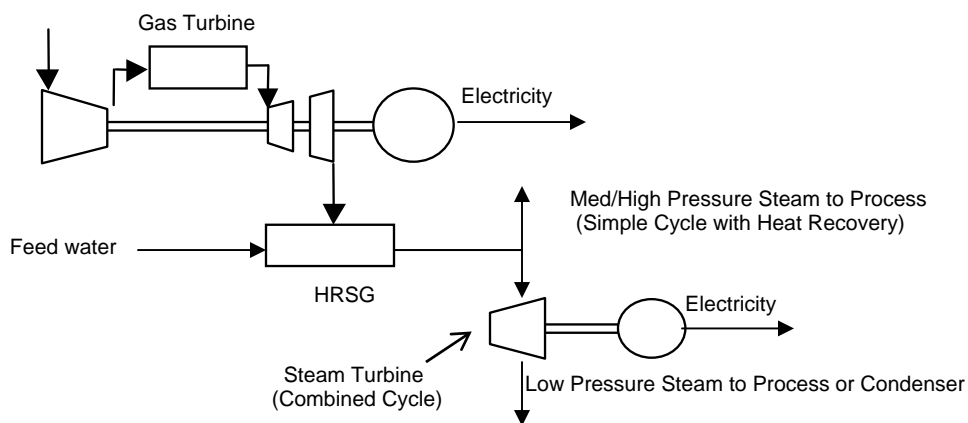 Gas Turbine
Electricity
Med/High Pressure Steam to Process
(Simple Cycle with Heat Recovery)
Feed water
HRSG
Electricity
Steam Turbine
(Combined Cycle)
Low Pressure Steam to Process or Condenser